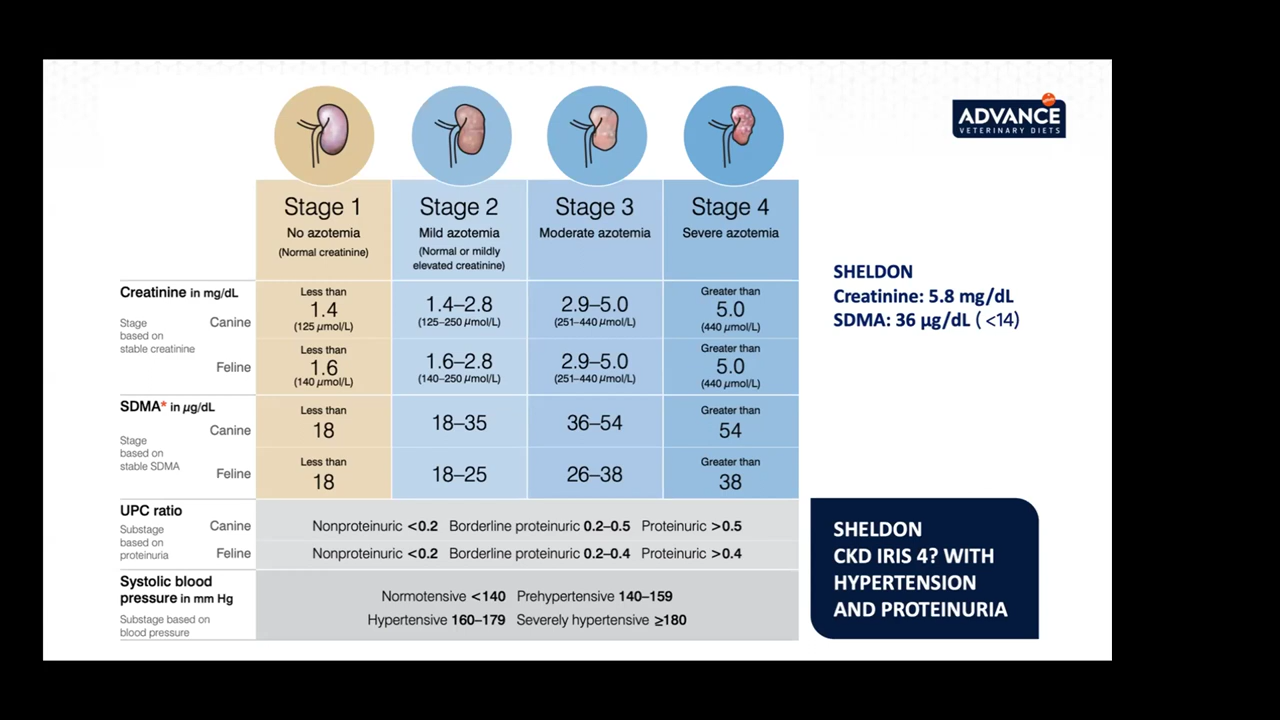 ADVANCE
VETERINARY DIETS
Stage 1
No azotemia
(Normal creatinine)
Stage 2
Mild azotemia
(Normal or mildly
elevated creatinine)
Stage 3
Moderate azotemia
Stage 4
Severe azotemia
Creatinine in mg/dL
Stage
based on
stable creatinine
Canine
Less than
1.4
(125 µmol/L)
1.4–2.8
(125–250 µmol/L)
2.9–5.0
(251–440 µmol/L)
Greater than
5.0
(440 µmol/L)
Feline
Less than
1.6
(140 µmol/L)
1.6–2.8
(140–250 µmol/L)
2.9–5.0
(251–440 µmol/L)
Greater than
5.0
(440 µmol/L)
SDMA* in µg/dL
Stage
based on
stable SDMA
Canine
Less than
18
18–35
36–54
Greater than
54
Feline
Less than
18
18–25
26–38
Greater than
38
UPC ratio
Substage
based on
proteinuria
Canine
Nonproteinuric <0.2 Borderline proteinuric 0.2–0.5 Proteinuric >0.5
Feline
Nonproteinuric <0.2 Borderline proteinuric 0.2–0.4 Proteinuric >0.4
Systolic blood
pressure in mm Hg
Substage based on
blood pressure
Normotensive <140 Prehypertensive 140–159
Hypertensive 160–179 Severely hypertensive ≥180
SHELDON
Creatinine: 5.8 mg/dL
SDMA: 36 µg/dL ( <14)
SHELDON
CKD IRIS 4? WITH
HYPERTENSION
AND PROTEINURIA